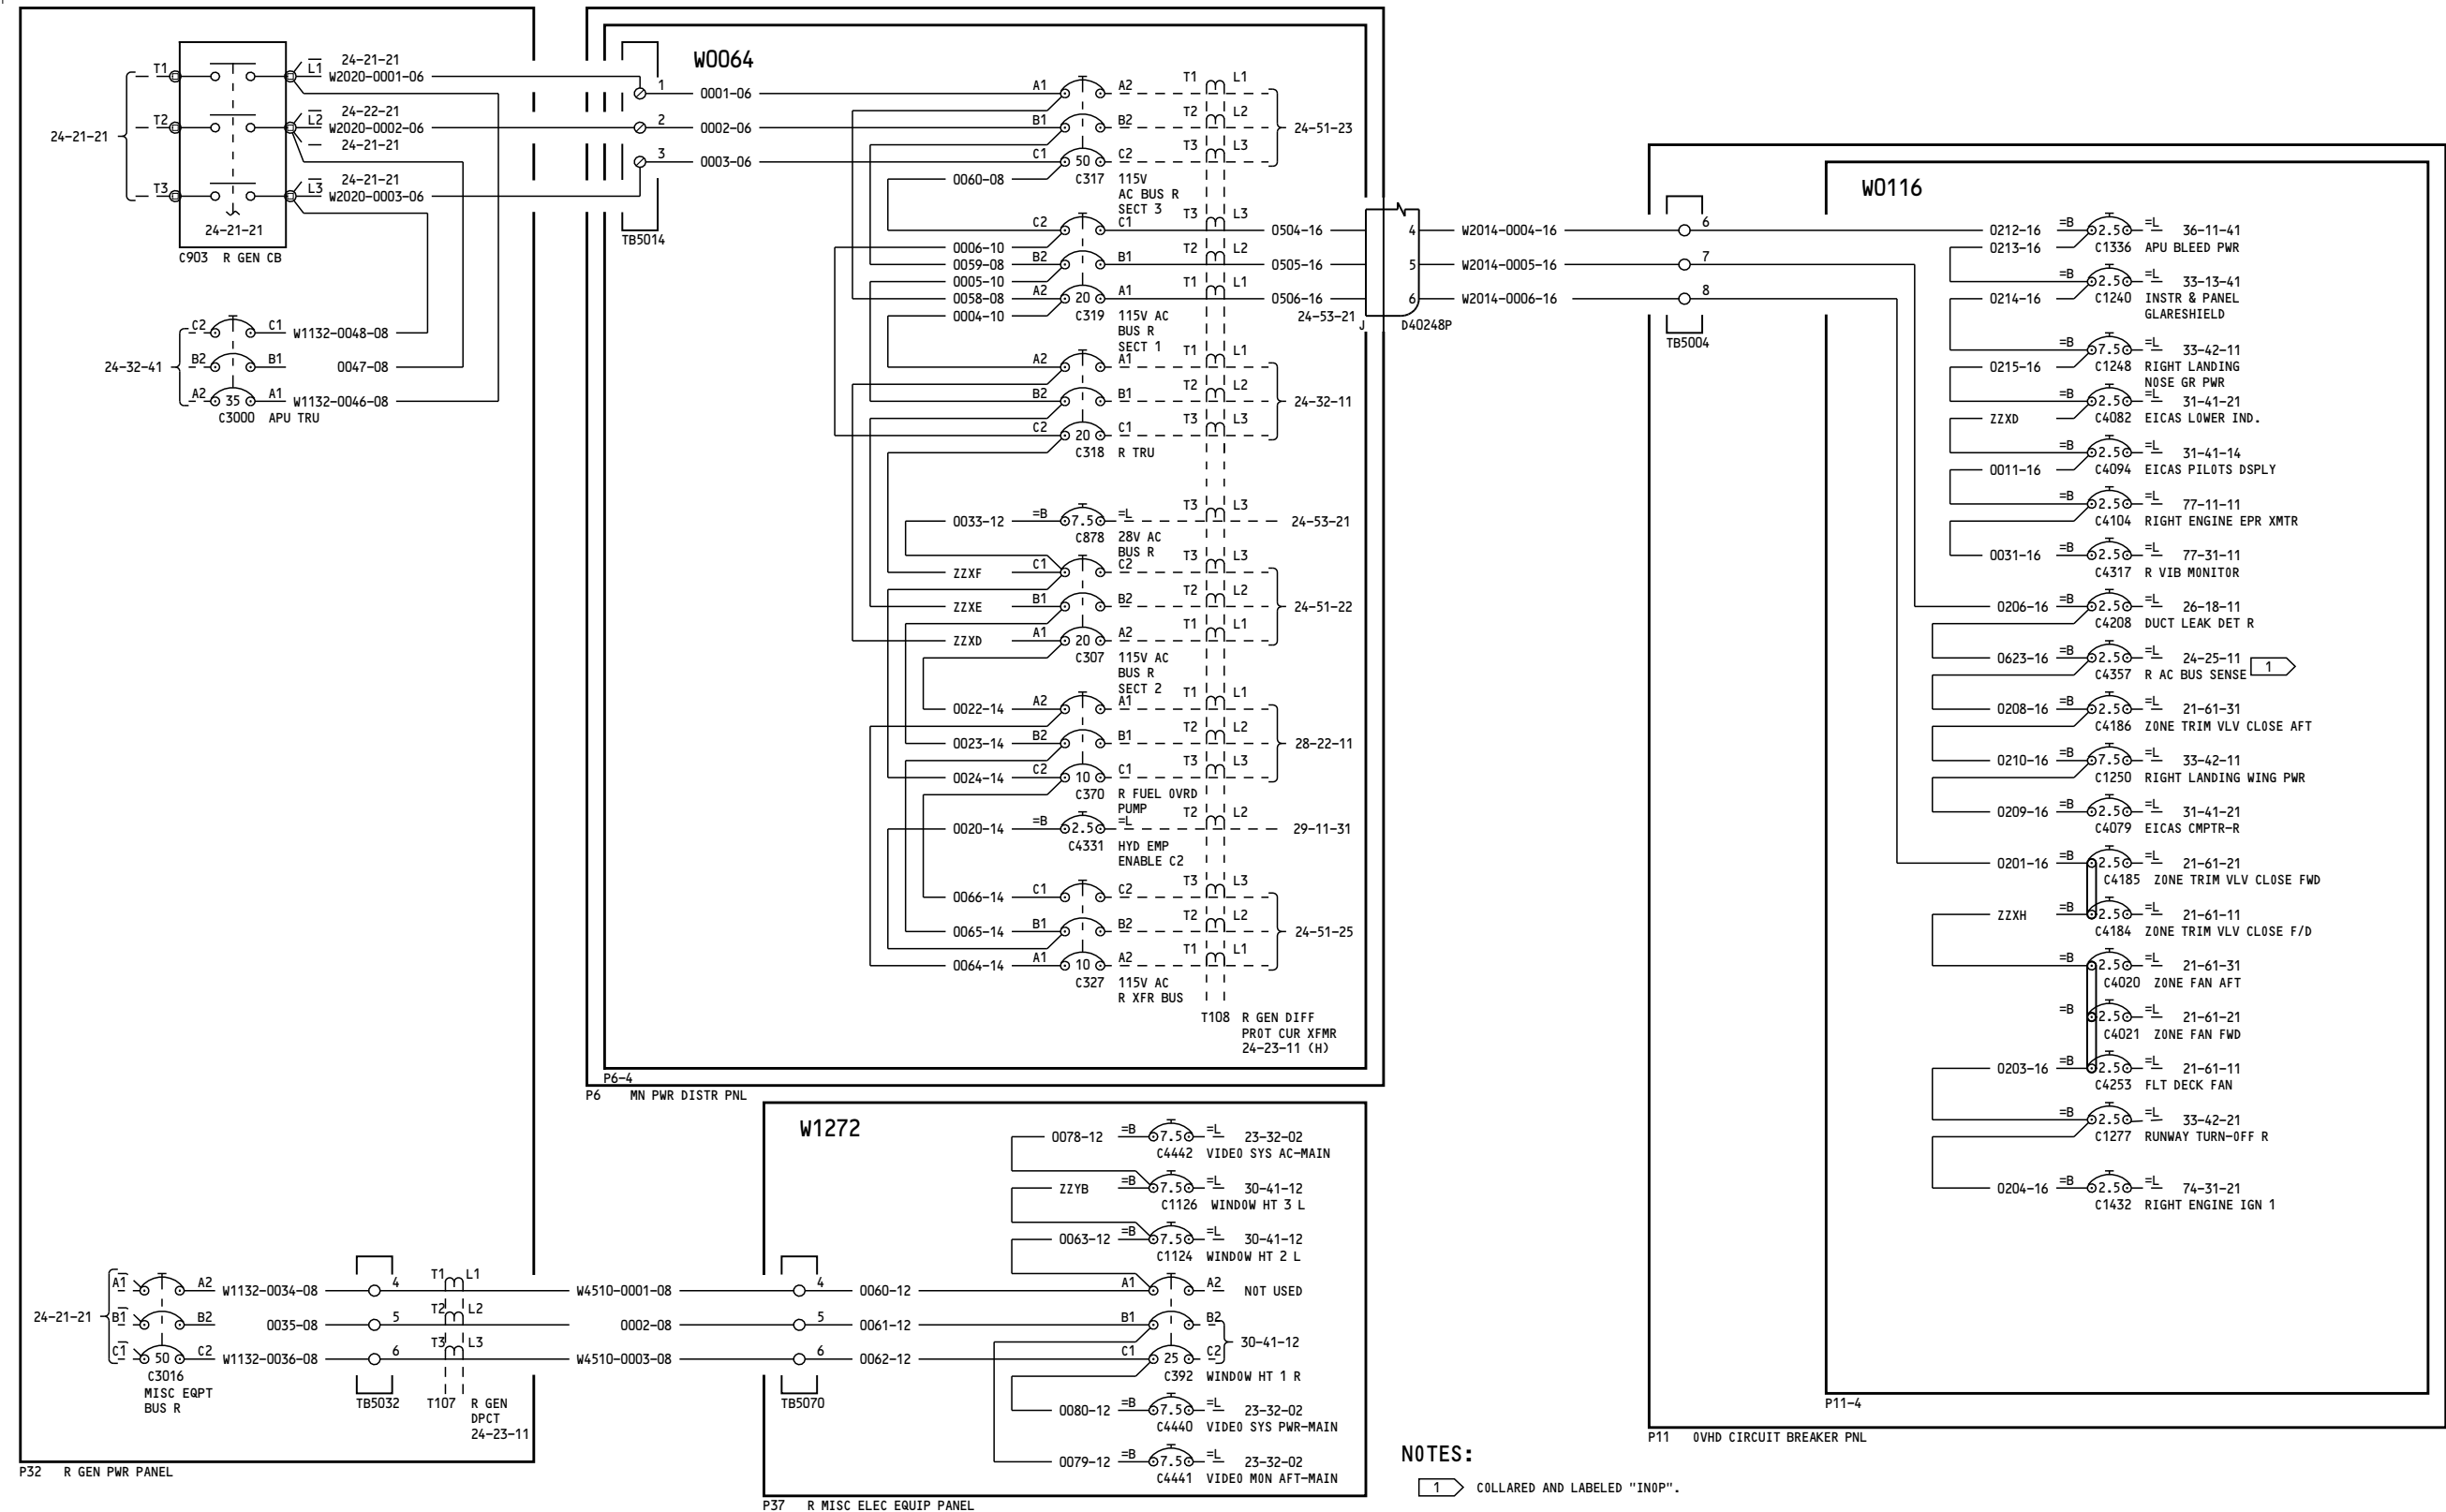 24-21-21
T1
T2
T3
L1
24-21-21
W2020-0001-06
24-22-21
L2
W2020-0002-06
24-21-21
24-21-21
L3
W2020-0003-06
24-21-21
C903 R GEN CB
24-32-41
C2
C1
W1132-0048-08
B2
B1
0047-08
A2
35
A1
W1132-0046-08
C3000 APU TRU
24-21-21
A1
A2
W1132-0034-08
4
T1
L1
B1
B2
0035-08
5
T2
L2
C1
50
C2
W1132-0036-08
6
T3
L3
C3016
MISC EQPT
BUS R
TB5032
T107
R GEN
DPCT
24-23-11
P32 R GEN PWR PANEL
W0064
1
0001-06
2
0002-06
3
0003-06
TB5014
A1
A2
T1
L1
B1
B2
T2
L2
24-51-23
C1
50
C2
T3
L3
0060-08
C317
115V
AC BUS R
SECT 3
C2
C1
T3
L3
0504-16
0006-10
0059-08
B2
B1
T2
L2
0505-16
0005-10
0058-08
A2
20
A1
T1
L1
0506-16
0004-10
C319
115V AC
BUS R
SECT 1
24-53-21
J
D40248P
4
W2014-0004-16
5
W2014-0005-16
6
W2014-0006-16
A2
A1
T1
L1
B2
B1
T2
L2
24-32-11
C2
20
C1
T3
L3
C318 R TRU
0033-12
=B
7.5
=L
T3
L3
24-53-21
C878
28V AC
BUS R
ZZXF
C1
C2
T3
L3
ZZXE
B1
B2
T2
L2
24-51-22
ZZXD
A1
20
A2
T1
L1
C307
115V AC
BUS R
SECT 2
0022-14
A2
A1
T1
L1
0023-14
B2
B1
T2
L2
28-22-11
0024-14
C2
10
C1
T3
L3
C370
R FUEL OVRD
PUMP
0020-14
=B
2.5
=L
T2
L2
29-11-31
C4331
HYD EMP
ENABLE C2
0066-14
C1
C2
T3
L3
0065-14
B1
B2
T2
L2
24-51-25
0064-14
A1
10
A2
T1
L1
C327
115V AC
R XFR BUS
T108
R GEN DIFF
PROT CUR XFMR
24-23-11 (H)
P6-4
P6 MN PWR DISTR PNL
W1272
0078-12
=B
7.5
=L
23-32-02
C4442 VIDEO SYS AC-MAIN
ZZYB
=B
7.5
=L
30-41-12
C1126 WINDOW HT 3 L
0063-12
=B
7.5
=L
30-41-12
C1124 WINDOW HT 2 L
W4510-0001-08
4
0060-12
A1
A2
NOT USED
0002-08
5
0061-12
B1
B2
30-41-12
W4510-0003-08
6
0062-12
C1
25
C2
C392 WINDOW HT 1 R
TB5070
0080-12
=B
7.5
=L
23-32-02
C4440 VIDEO SYS PWR-MAIN
0079-12
=B
7.5
=L
23-32-02
C4441 VIDEO MON AFT-MAIN
P37 R MISC ELEC EQUIP PANEL
W0116
6
7
8
TB5004
0212-16
=B
2.5
=L
36-11-41
0213-16
C1336 APU BLEED PWR
=B
2.5
=L
33-13-41
0214-16
C1240 INSTR & PANEL
GLARESHIELD
=B
7.5
=L
33-42-11
0215-16
C1248 RIGHT LANDING
NOSE GR PWR
=B
2.5
=L
31-41-21
ZZXD
C4082 EICAS LOWER IND.
=B
2.5
=L
31-41-14
0011-16
C4094 EICAS PILOTS DSPLY
=B
2.5
=L
77-11-11
C4104 RIGHT ENGINE EPR XMTR
0031-16
=B
2.5
=L
77-31-11
C4317 R VIB MONITOR
0206-16
=B
2.5
=L
26-18-11
C4208 DUCT LEAK DET R
0623-16
=B
2.5
=L
24-25-11
C4357 R AC BUS SENSE
1
0208-16
=B
2.5
=L
21-61-31
C4186 ZONE TRIM VLV CLOSE AFT
0210-16
=B
7.5
=L
33-42-11
C1250 RIGHT LANDING WING PWR
0209-16
=B
2.5
=L
31-41-21
C4079 EICAS CMPTR-R
0201-16
=B
2.5
=L
21-61-21
C4185 ZONE TRIM VLV CLOSE FWD
ZZXH
=B
2.5
=L
21-61-11
C4184 ZONE TRIM VLV CLOSE F/D
=B
2.5
=L
21-61-31
C4020 ZONE FAN AFT
=B
2.5
=L
21-61-21
C4021 ZONE FAN FWD
0203-16
=B
2.5
=L
21-61-11
C4253 FLT DECK FAN
=B
2.5
=L
33-42-21
C1277 RUNWAY TURN-OFF R
0204-16
=B
2.5
=L
74-31-21
C1432 RIGHT ENGINE IGN 1
P11-4
P11 OVHD CIRCUIT BREAKER PNL
NOTES:
1 COLLARED AND LABELED "INOP".